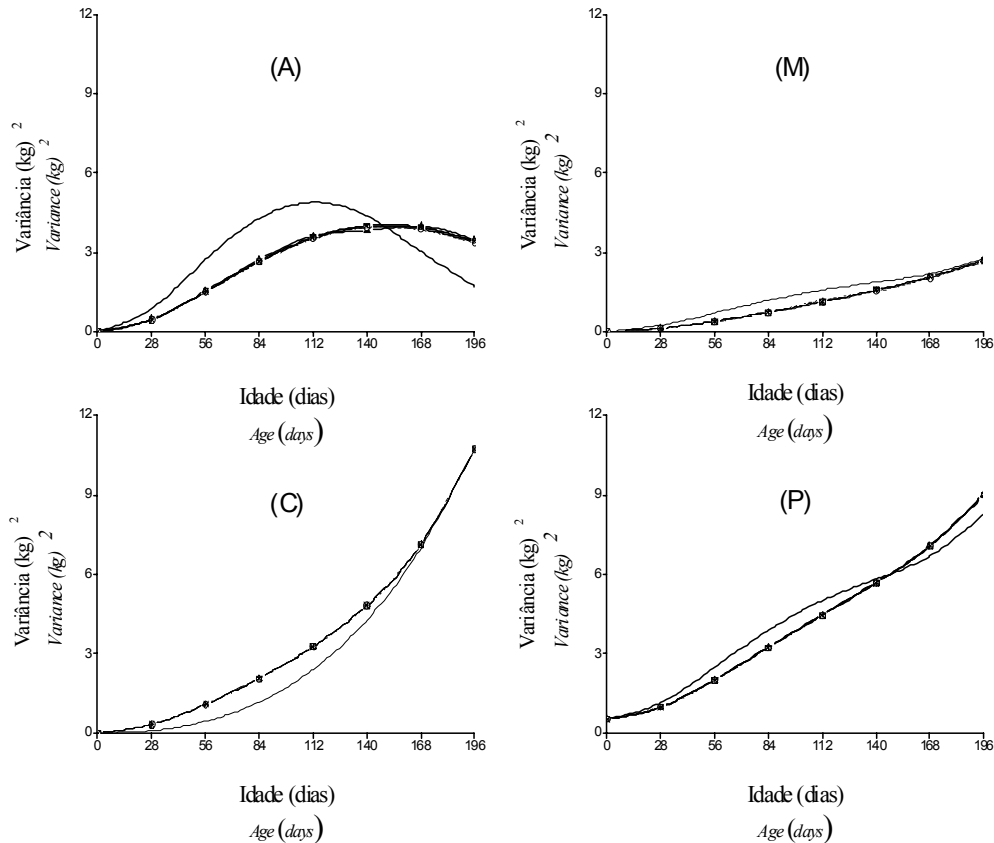 12
9
6
3
0
(A)
Variância (kg) 2
Variance (kg) 2
0 28 56 84 112 140 168 196
Idade (dias)
Age (days)
12
9
6
3
0
(M)
Variância (kg) 2
Variance (kg) 2
0 28 56 84 112 140 168 196
Idade (dias)
Age (days)
12
9
6
3
0
(C)
Variância (kg) 2
Variance (kg) 2
0 28 56 84 112 140 168 196
Idade (dias)
Age (days)
12
9
6
3
0
(P)
Variância (kg) 2
Variance (kg) 2
0 28 56 84 112 140 168 196
Idade (dias)
Age (days)